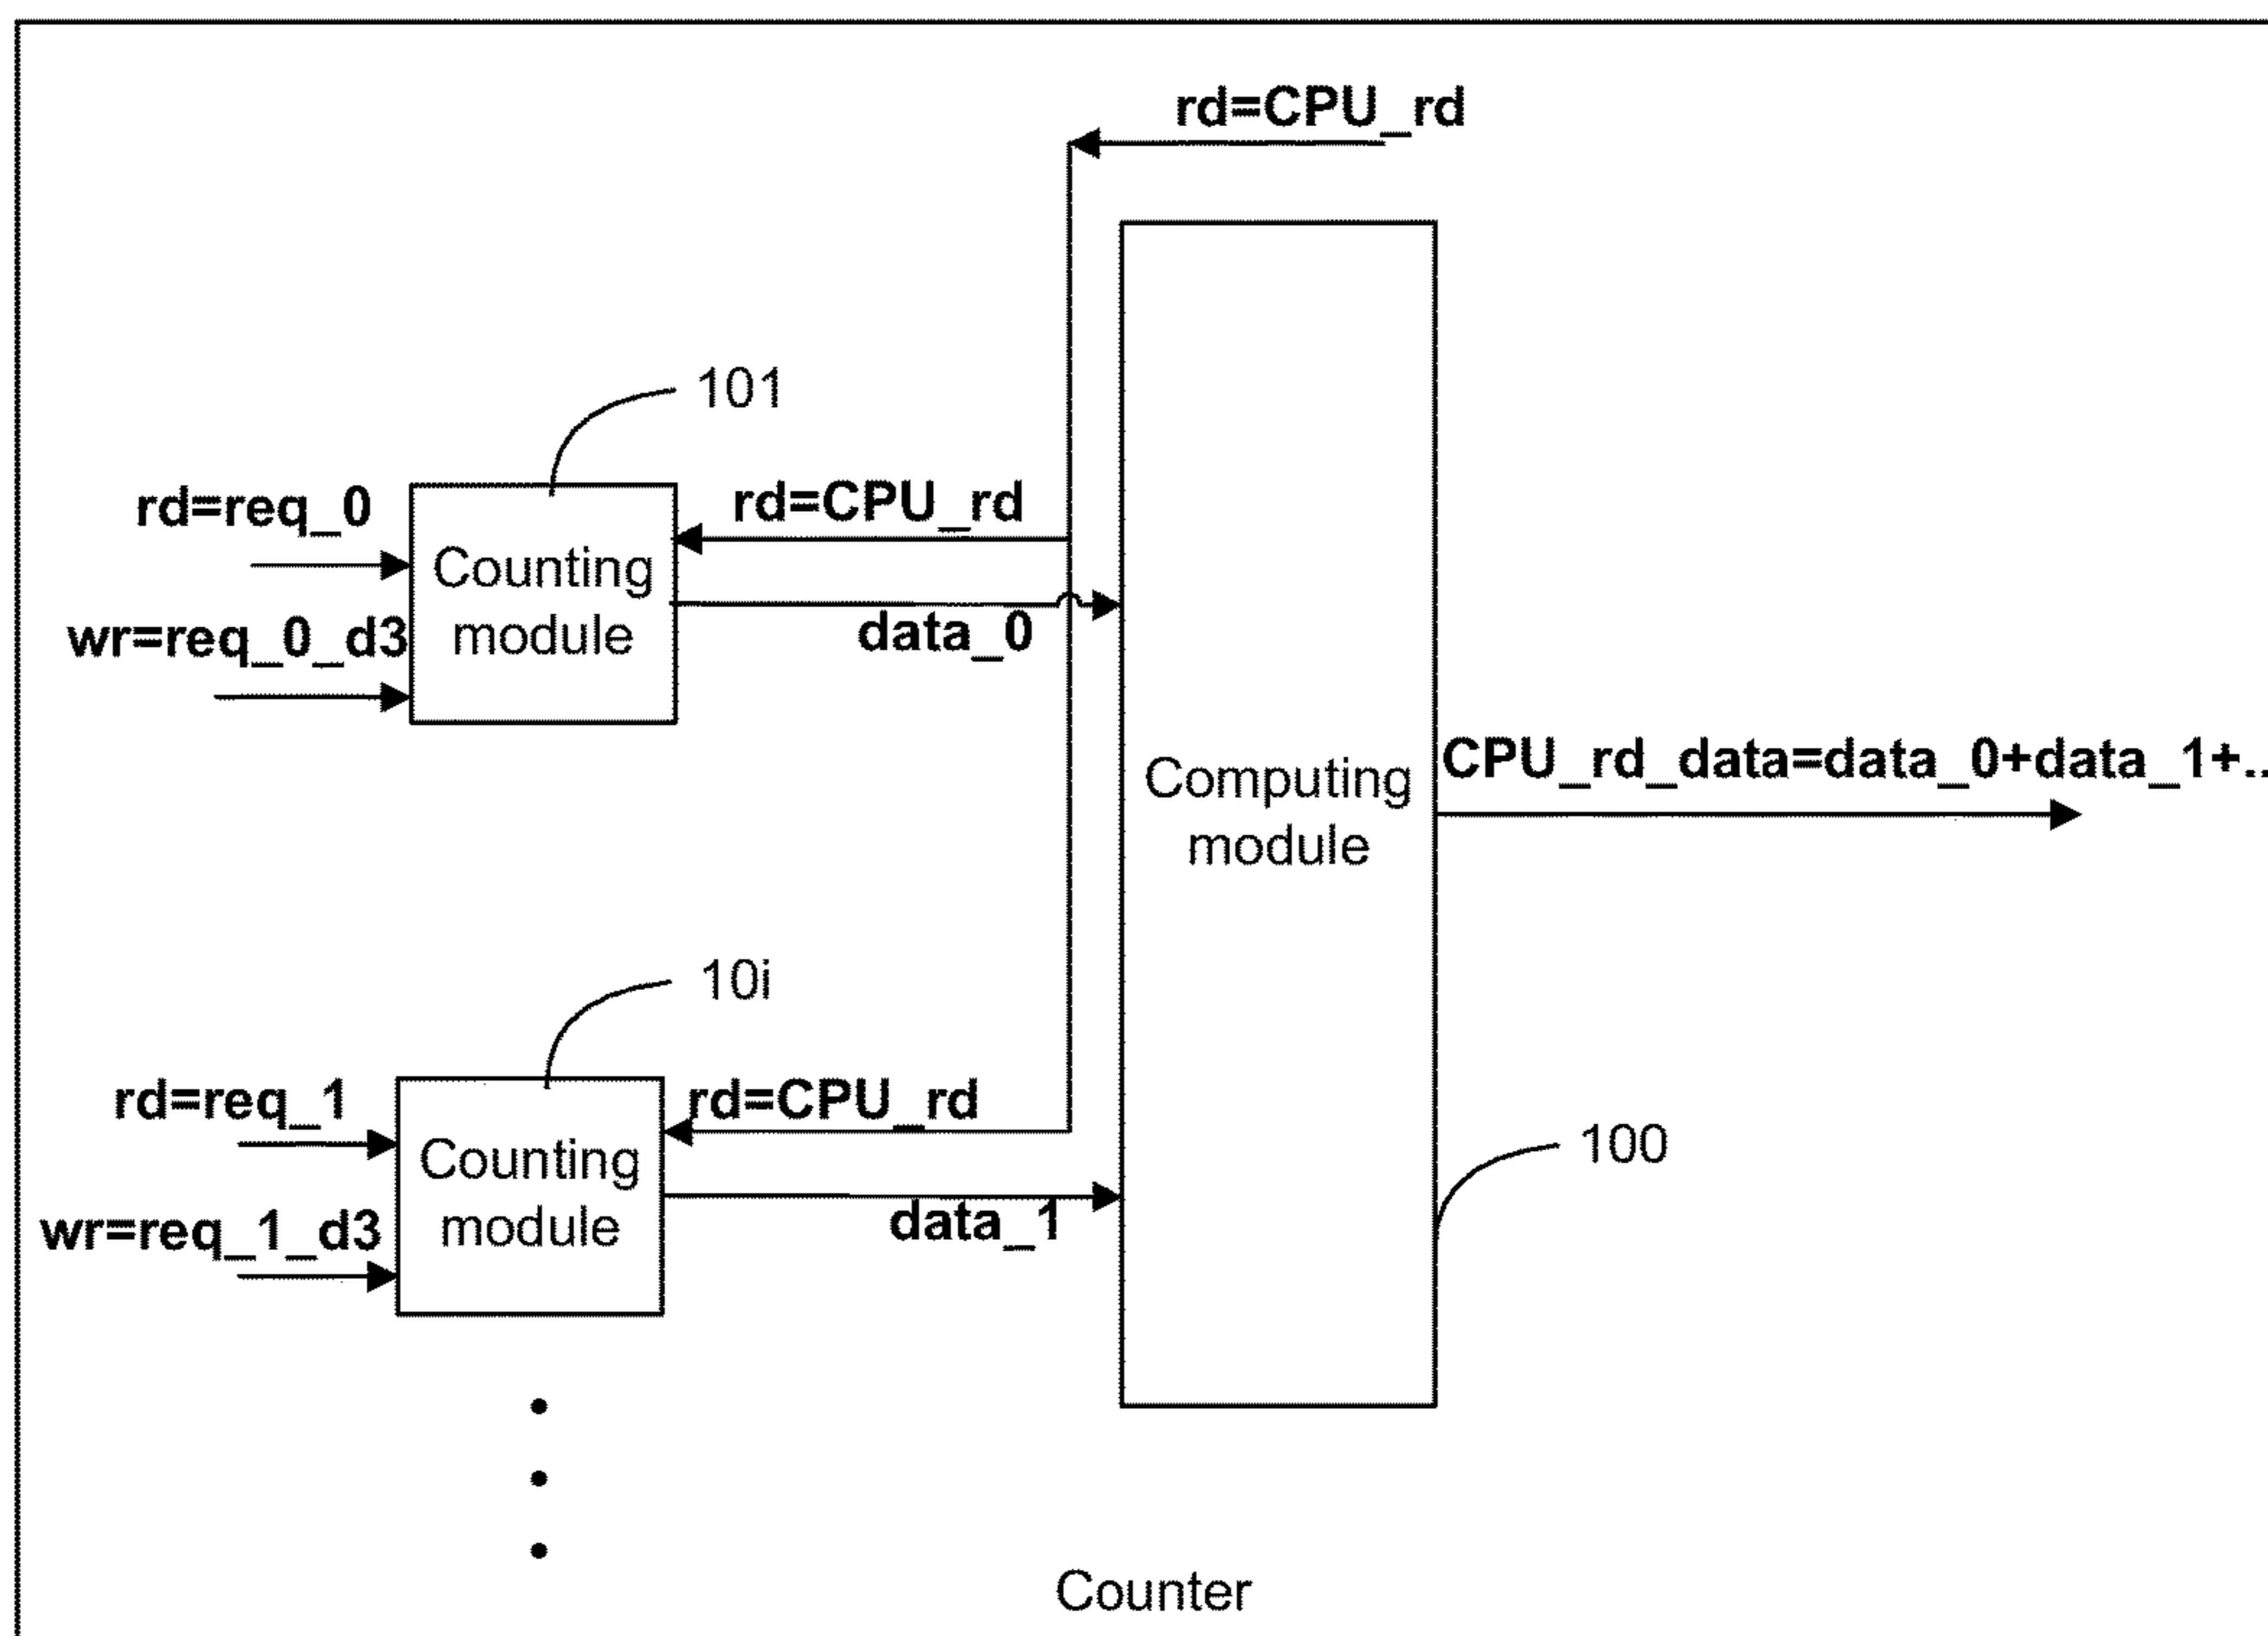 rd=CPU_rd
101
rd=req_0
rd=CPU_rd
Counting
module
wr=req_0_d3
data_0
Computing
module
CPU_rd_data=data_0+data_1+..
10i
rd=req_1
rd=CPU_rd
Counting
module
wr=req_1_d3
data_1
100
Counter